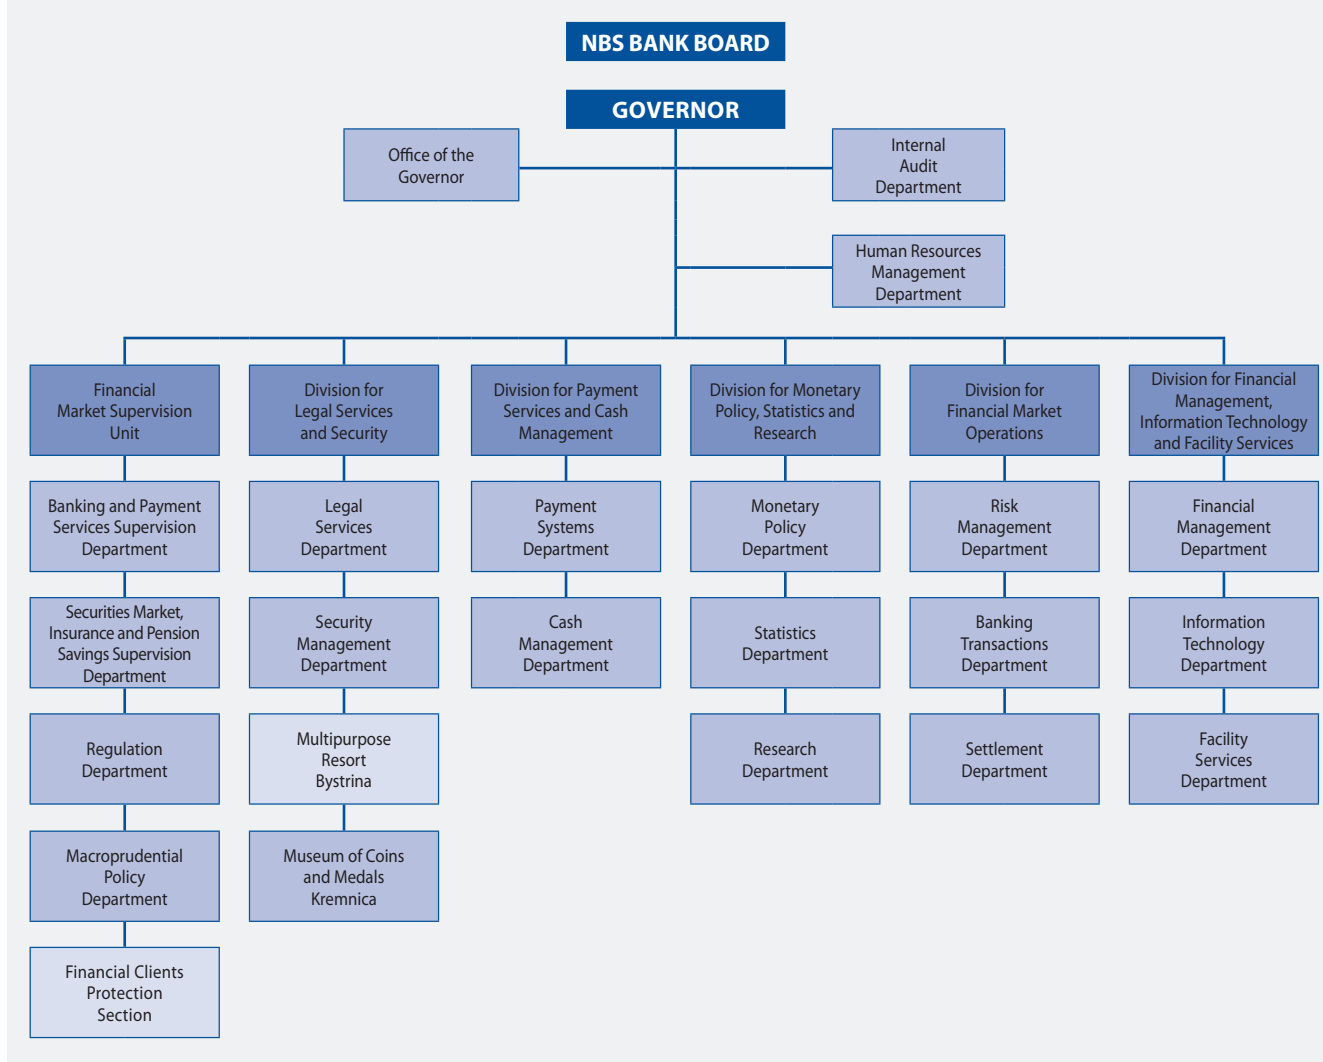 NBS BANK BOARD
GOVERNOR
Office of the
Governor
Internal
Audit
Department
Human Resources
Management
Department
Financial
Market Supervision
Unit
Division for
Legal Services
and Security
Division for Payment
Services and Cash
Management
Division for Monetary
Policy, Statistics and
Research
Division for
Financial Market
Operations
Division for Financial
Management,
Information Technology
and Facility Services
Banking and Payment
Services Supervision
Department
Legal
Services
Department
Payment
Systems
Department
Monetary
Policy
Department
Risk
Management
Department
Financial
Management
Department
Securities Market,
Insurance and Pension
Savings Supervision
Department
Security
Management
Department
Cash
Management
Department
Statistics
Department
Banking
Transactions
Department
Information
Technology
Department
Regulation
Department
Multipurpose
Resort
Bystrina
Research
Department
Settlement
Department
Facility
Services
Department
Macroprudential
Policy
Department
Museum of Coins
and Medals
Kremnica
Financial Clients
Protection
Section